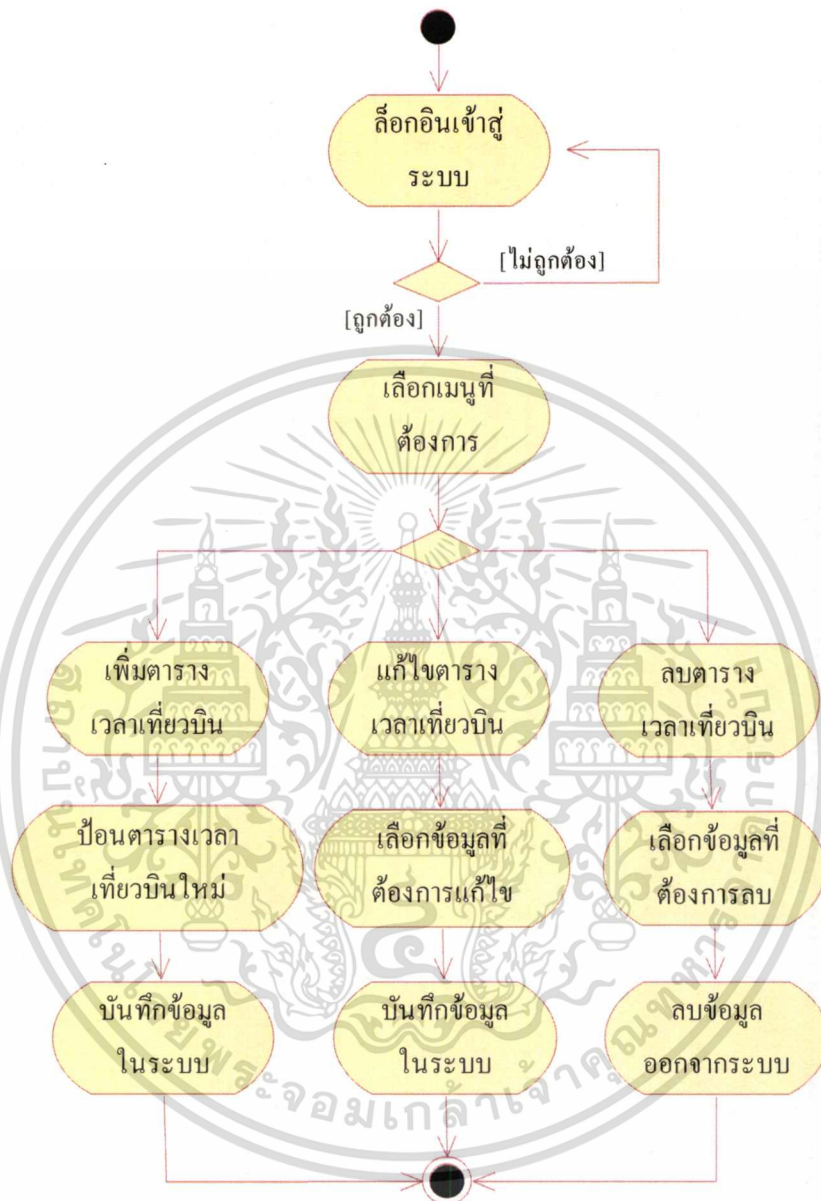 ล็อกอินเข้าสู่
ระบบ
[ไม่ถูกต้อง]
[ถูกต้อง]
เลือกเมนูที่
ต้องการ
เพิ่มตาราง
เวลาเที่ยวบิน
แก้ไขตาราง
เวลาเที่ยวบิน
ลบตาราง
เวลาเที่ยวบิน
ป้อนตารางเวลา
เที่ยวบินใหม่
เลือกข้อมูลที่
ต้องการแก้ไข
เลือกข้อมูลที่
ต้องการลบ
บันทึกข้อมูล
ในระบบ
บันทึกข้อมูล
ในระบบ
ลบข้อมูล
ออกจากระบบ
พระจอมเกล้าเจ้าคุณทหาร